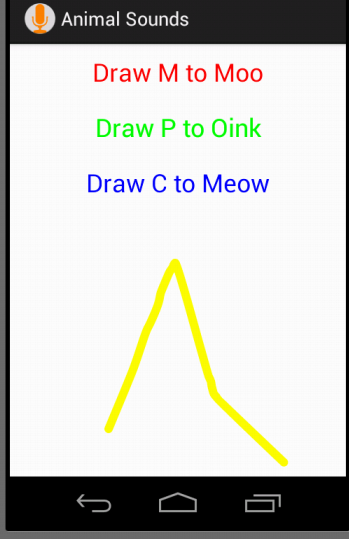 Animal Sounds
Draw M to Moo
Draw P to Oink
Draw C to Meow